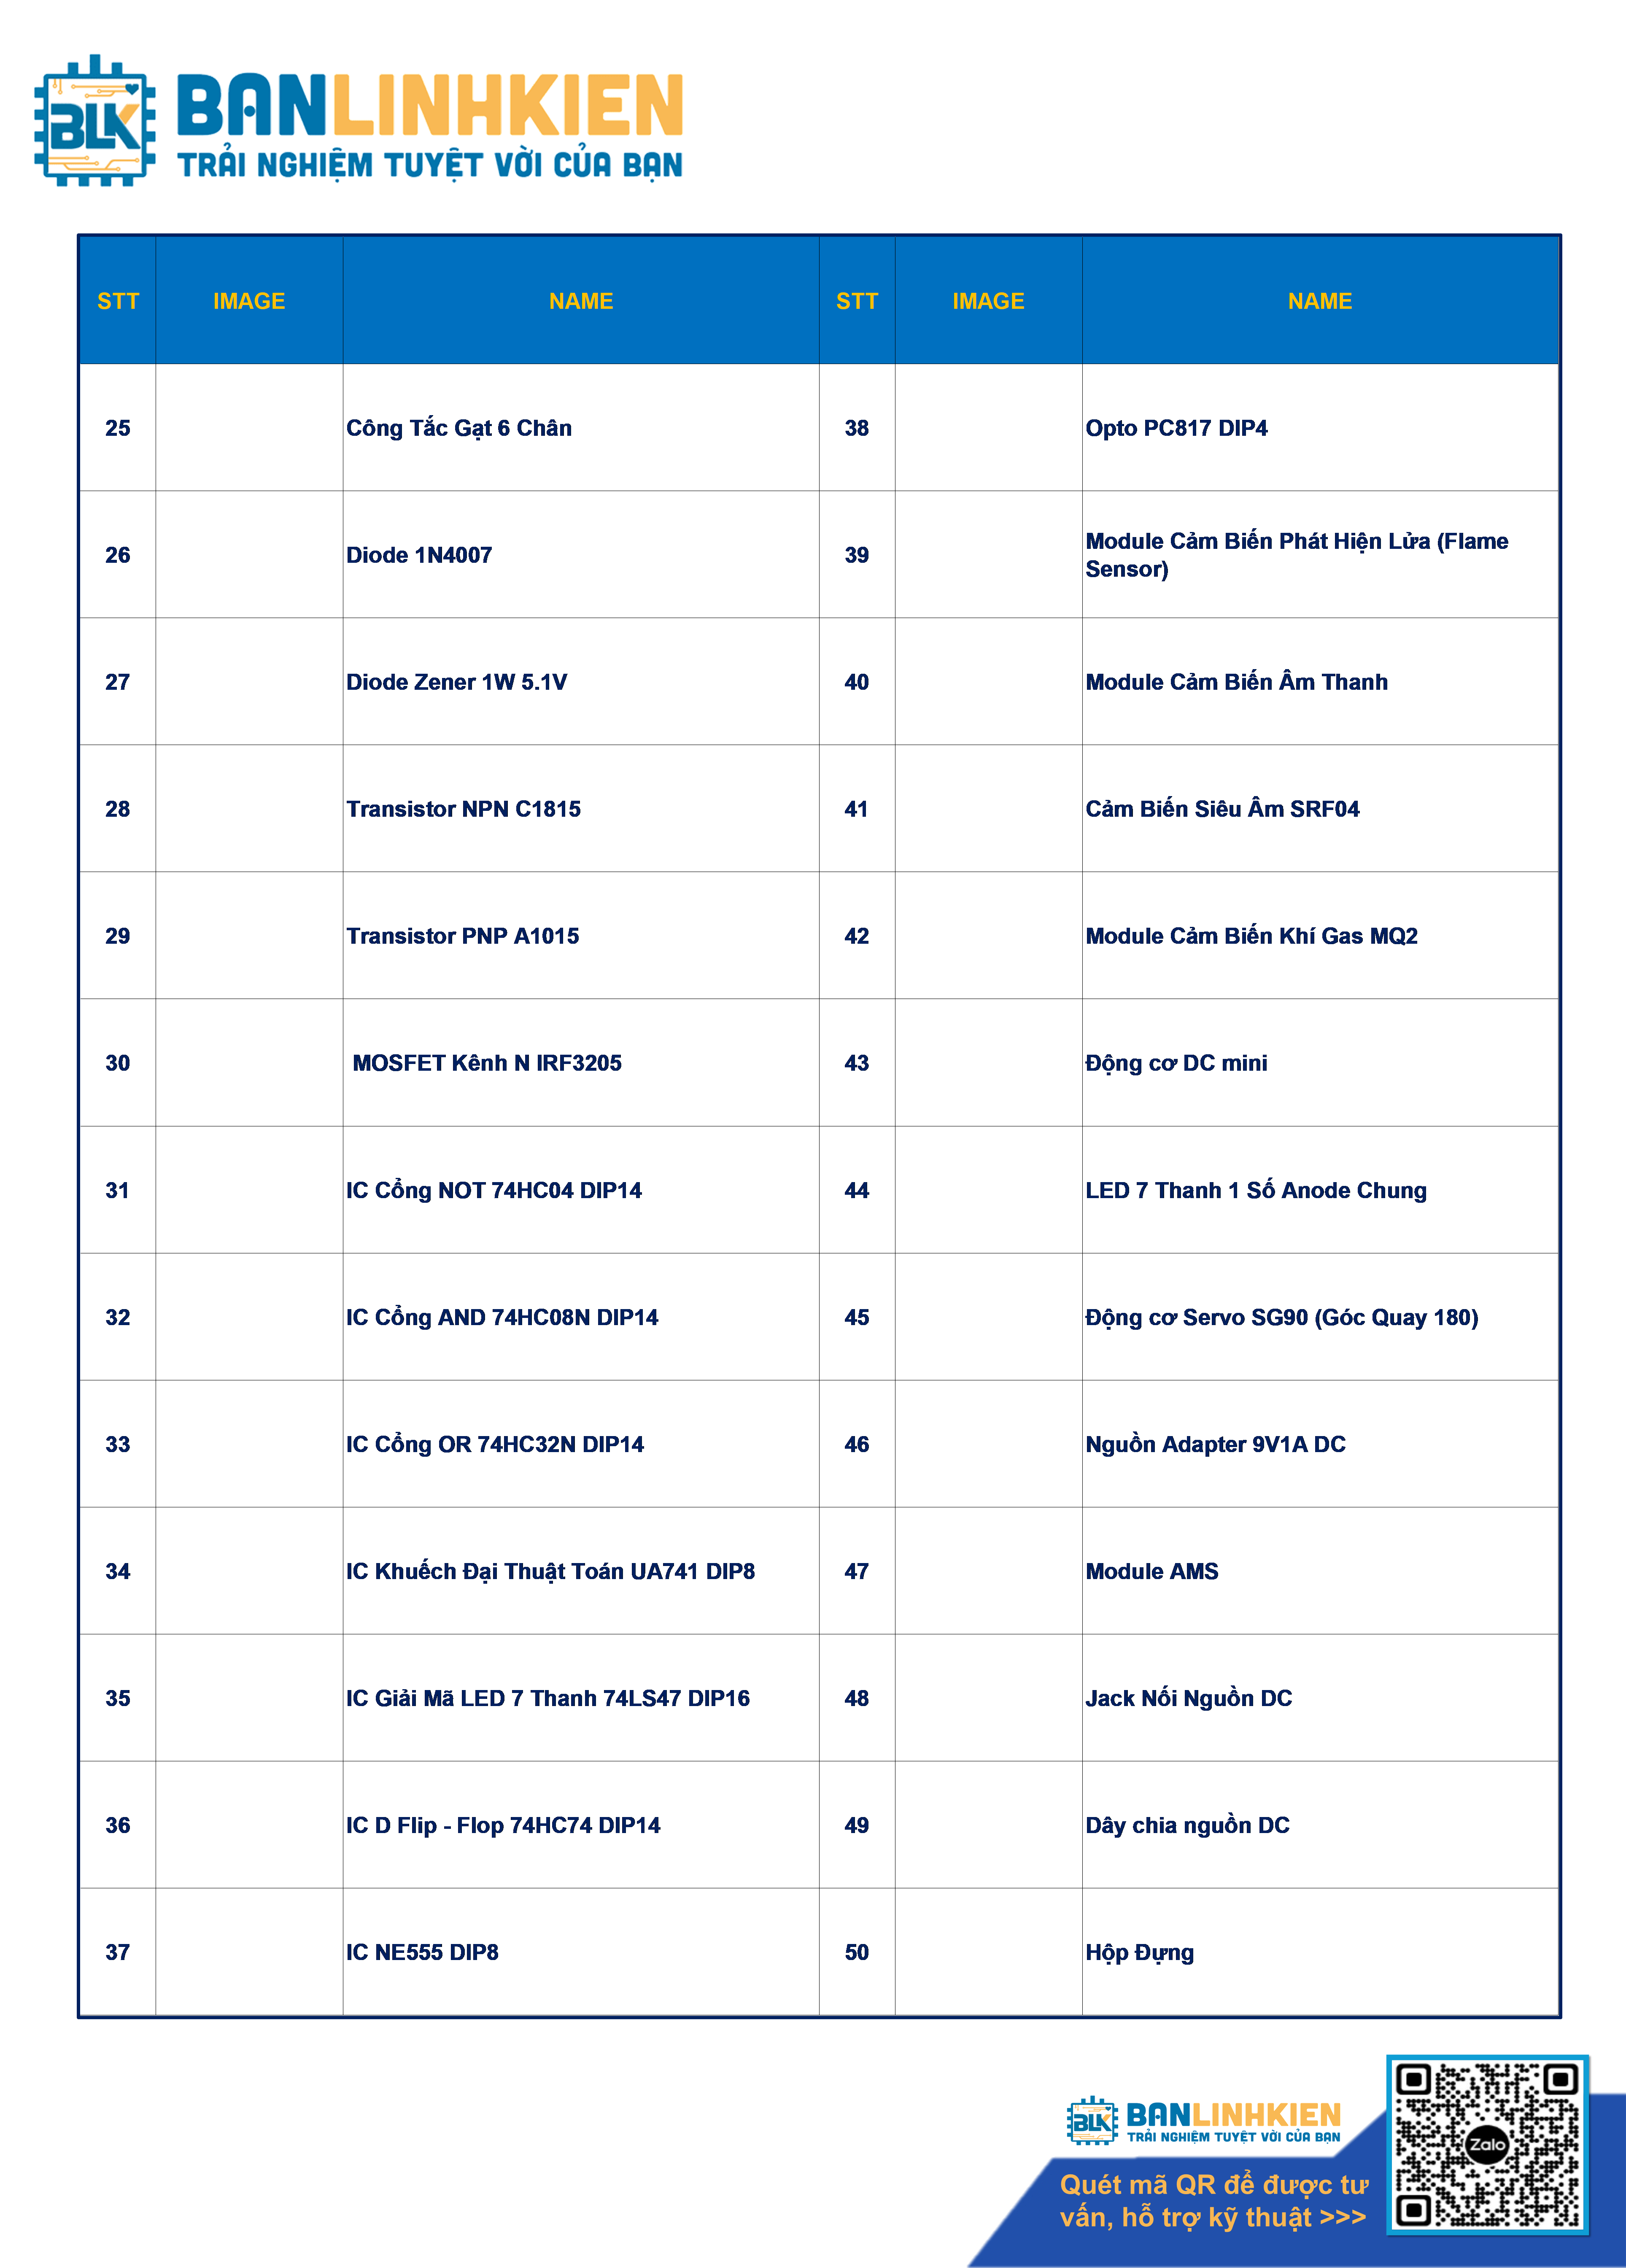 BLK
BANLINHKIEN
TRẢI NGHIỆM TUYỆT VỜI CỦA BẠN
STT IMAGE NAME STT IMAGE NAME
25 Công Tắc Gạt 6 Chân 38 Opto PC817 DIP4
26 Diode 1N4007 39 Module Cảm Biến Phát Hiện Lửa (Flame
Sensor)
27 Diode Zener 1W 5.1V 40 Module Cảm Biến Âm Thanh
28 Transistor NPN C1815 41 Cảm Biến Siêu Âm SRF04
29 Transistor PNP A1015 42 Module Cảm Biến Khí Gas MQ2
30 MOSFET Kênh N IRF3205 43 Động cơ DC mini
31 IC Cổng NOT 74HC04 DIP14 44 LED 7 Thanh 1 Số Anode Chung
32 IC Cổng AND 74HC08N DIP14 45 Động cơ Servo SG90 (Góc Quay 180)
33 IC Cổng OR 74HC32N DIP14 46 Nguồn Adapter 9V1A DC
34 IC Khuếch Đại Thuật Toán UA741 DIP8 47 Module AMS
35 IC Giải Mã LED 7 Thanh 74LS47 DIP16 48 Jack Nối Nguồn DC
36 IC D Flip - Flop 74HC74 DIP14 49 Dây chia nguồn DC
37 IC NE555 DIP8 50 Hộp Đựng
BLK
BANLINHKIEN
TRẢI NGHIỆM TUYỆT VỜI CỦA BẠN
Zalo
Quét mã QR để được tư
vấn, hỗ trợ kỹ thuật >>>